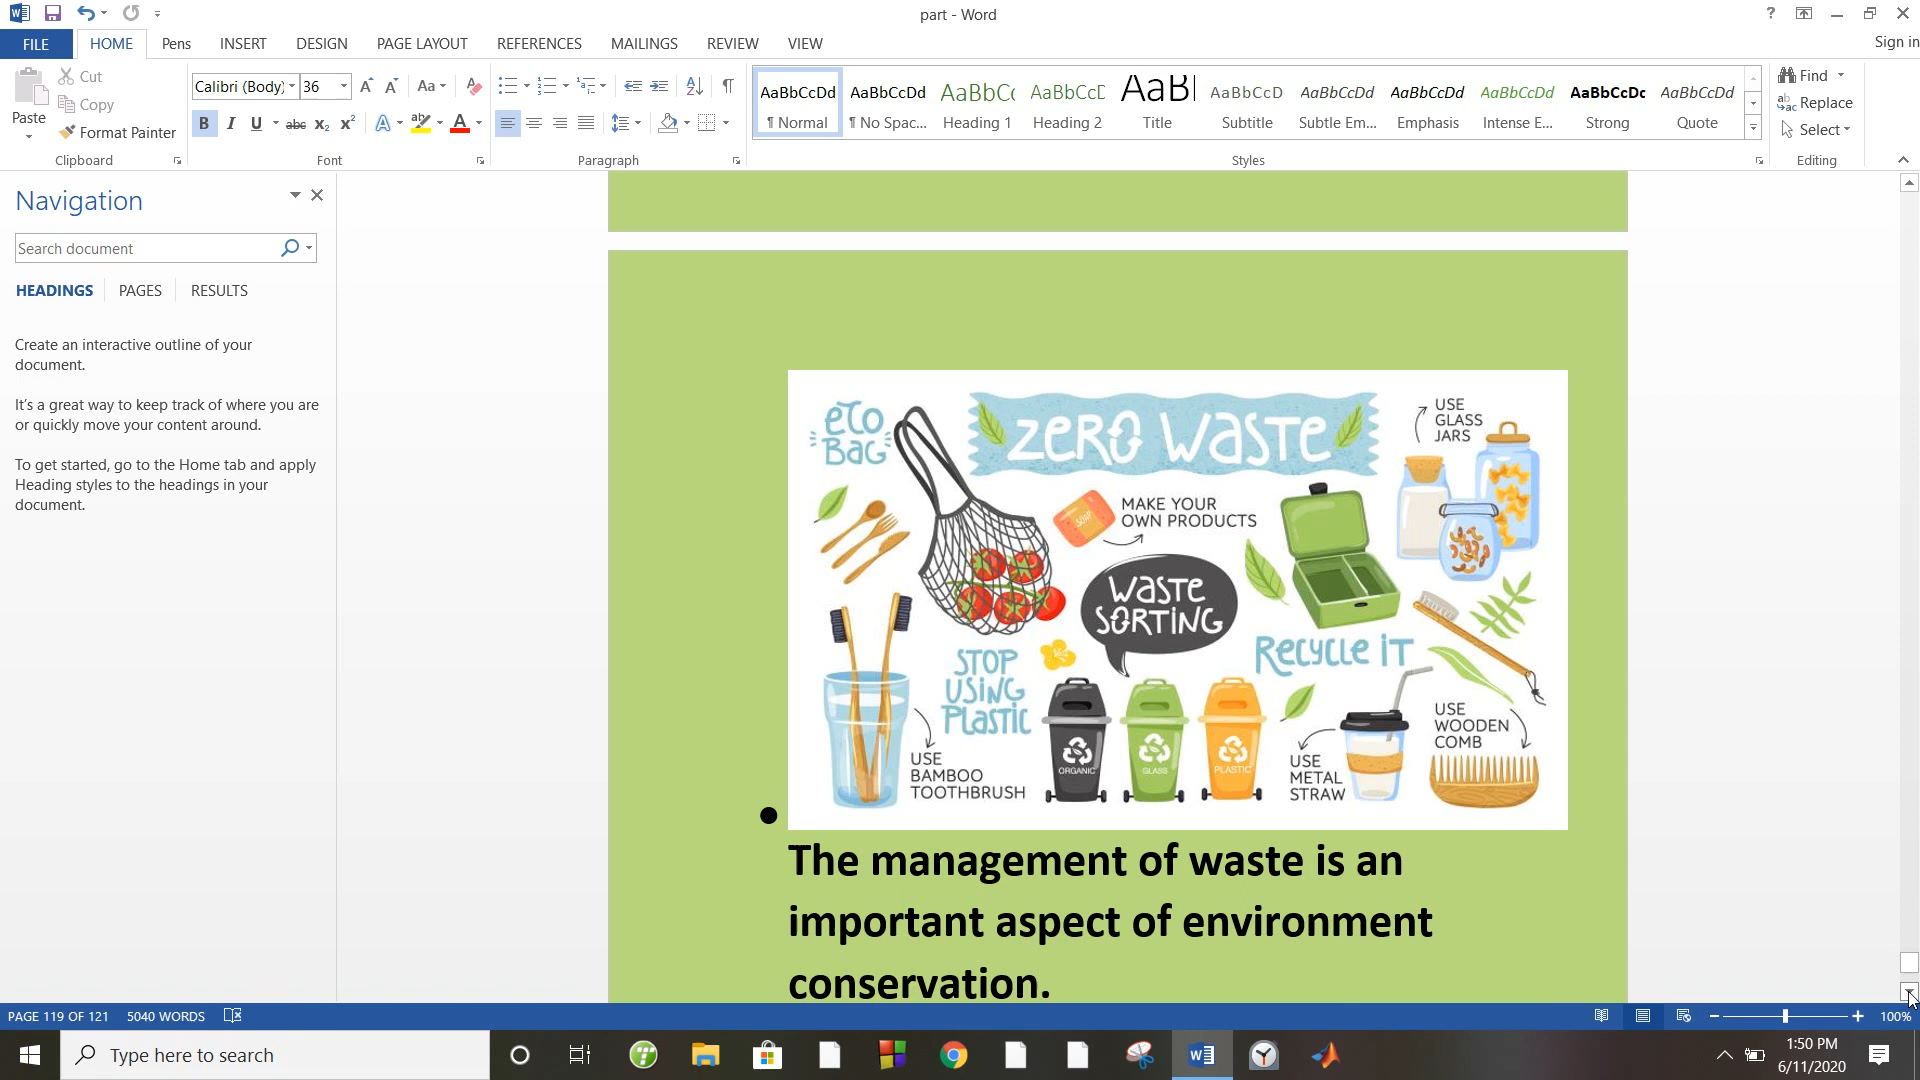 part - Word
Sign in
FILE HOME Pens INSERT DESIGN PAGE LAYOUT REFERENCES MAILINGS REVIEW VIEW
Paste
Cut
Copy
Format Painter
Clipboard
Calibri (Body) 36
Font
Paragraph
AaBbCcDd AaBbCcDd AaBbCc AaBbCcD AaBl AaBbCcD AaBbCcDd AaBbCcDd AaBbCcDd AaBbCcDc AaBbCcDd
¶ Normal ¶ No Spac... Heading 1 Heading 2 Title Subtitle Subtle Em... Emphasis Intense E... Strong Quote
Styles
Find
Replace
Select
Editing
Navigation
Search document
HEADINGS PAGES RESULTS
Create an interactive outline of your
document.
It's a great way to keep track of where you are
or quickly move your content around.
To get started, go to the Home tab and apply
Heading styles to the headings in your
document.
eco
BAG
ZERO WASTE
USE
GLASS
JARS
MAKE YOUR
OWN PRODUCTS
SOAP
WASTE
SORTING
RECYCLE IT
STOP
USING
PLASTIC
USE
BAMBOO
TOOTHBRUSH
ORGANIC
GLASS
PLASTIC
USE
METAL
STRAW
USE
WOODEN
COMB
The management of waste is an
important aspect of environment
conservation.
PAGE 119 OF 121 5040 WORDS
100%
Type here to search
1:50 PM
6/11/2020